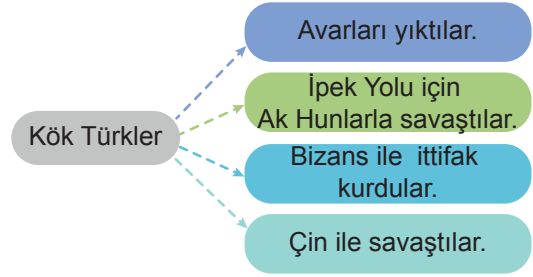 Kök Türkler
Avarları yıktılar.
İpek Yolu için
Ak Hunlarla savaştılar.
Bizans ile ittifak
kurdular.
Çin ile savaştılar.